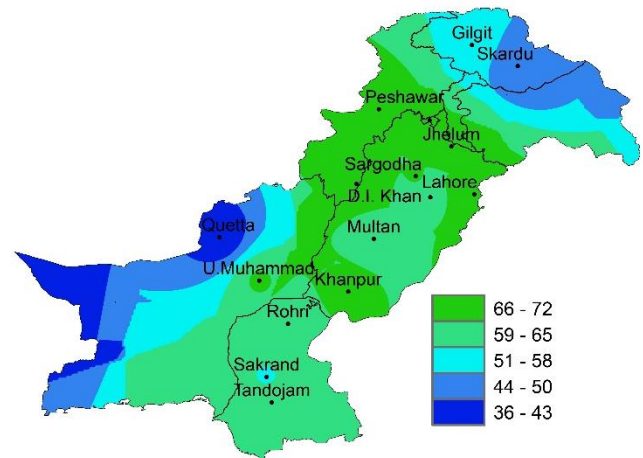 Gilgit
Skardu
Peshawar
Jhelum
Sargodha
Lahore
D.I. Khan
Quetta
Multan
U.Muhammad
Khanpur
Rohri
Sakrand
Tandojam
66 - 72
59 - 65
51 - 58
44 - 50
36 - 43